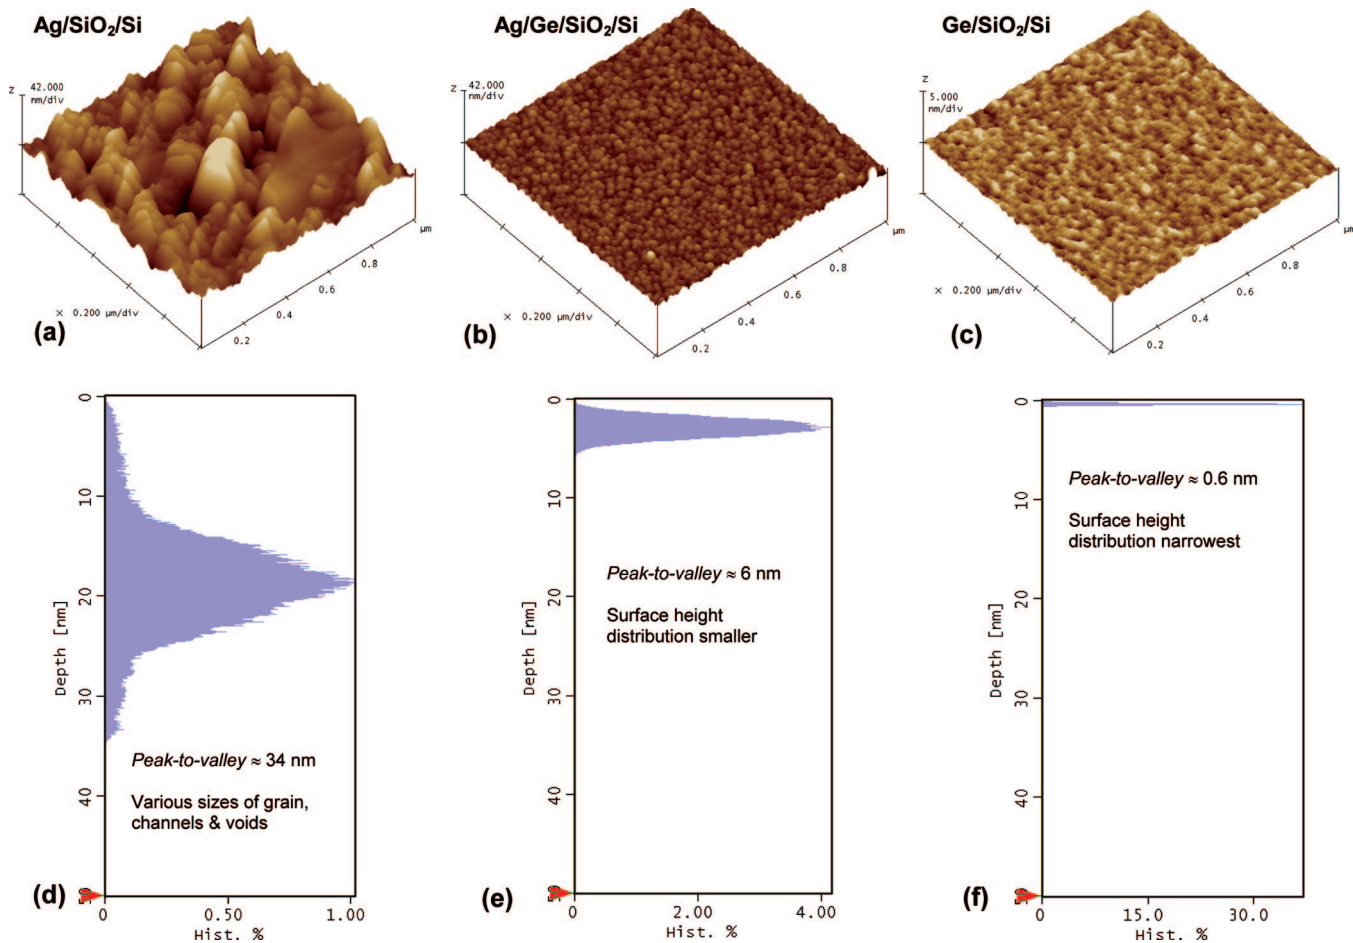 Ag/SiO₂/Si
Z
42.000
nm/div
µm
0.8
0.6
0.4
0.2
× 0.200 µm/div
(a)
Ag/Ge/SiO₂/Si
Z
42.000
nm/div
µm
0.8
0.6
0.4
0.2
× 0.200 µm/div
(b)
Ge/SiO₂/Si
Z
5.000
nm/div
µm
0.8
0.6
0.4
0.2
× 0.200 µm/div
(c)
0
10
20
30
40
Depth [nm]
Peak-to-valley ≈ 34 nm
Various sizes of grain,
channels & voids
(d)
0
0.50
1.00
Hist. %
0
10
20
30
40
Depth [nm]
Peak-to-valley ≈ 6 nm
Surface height
distribution smaller
(e)
0
2.00
4.00
Hist. %
0
10
20
30
40
Depth [nm]
Peak-to-valley ≈ 0.6 nm
Surface height
distribution narrowest
(f)
0
15.0
30.0
Hist. %